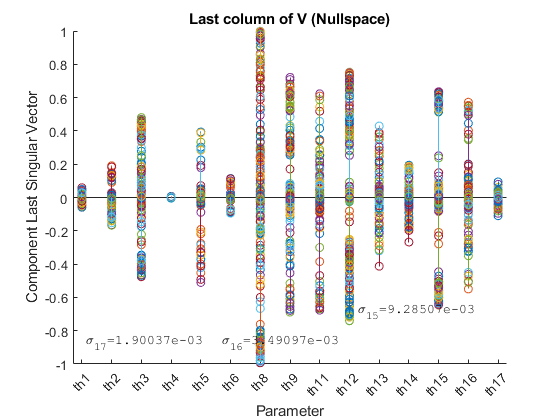 Last column of V (Nullspace)
Component Last Singular Vector
1
0.8
0.6
0.4
0.2
0
-0.2
-0.4
-0.6
-0.8
-1
σ15=9.28507e-03
σ17=1.90037e-03
th1
th2
th3
th4
th5
th6
th8
th9
th11
th12
th13
th14
th15
th16
th17
Parameter